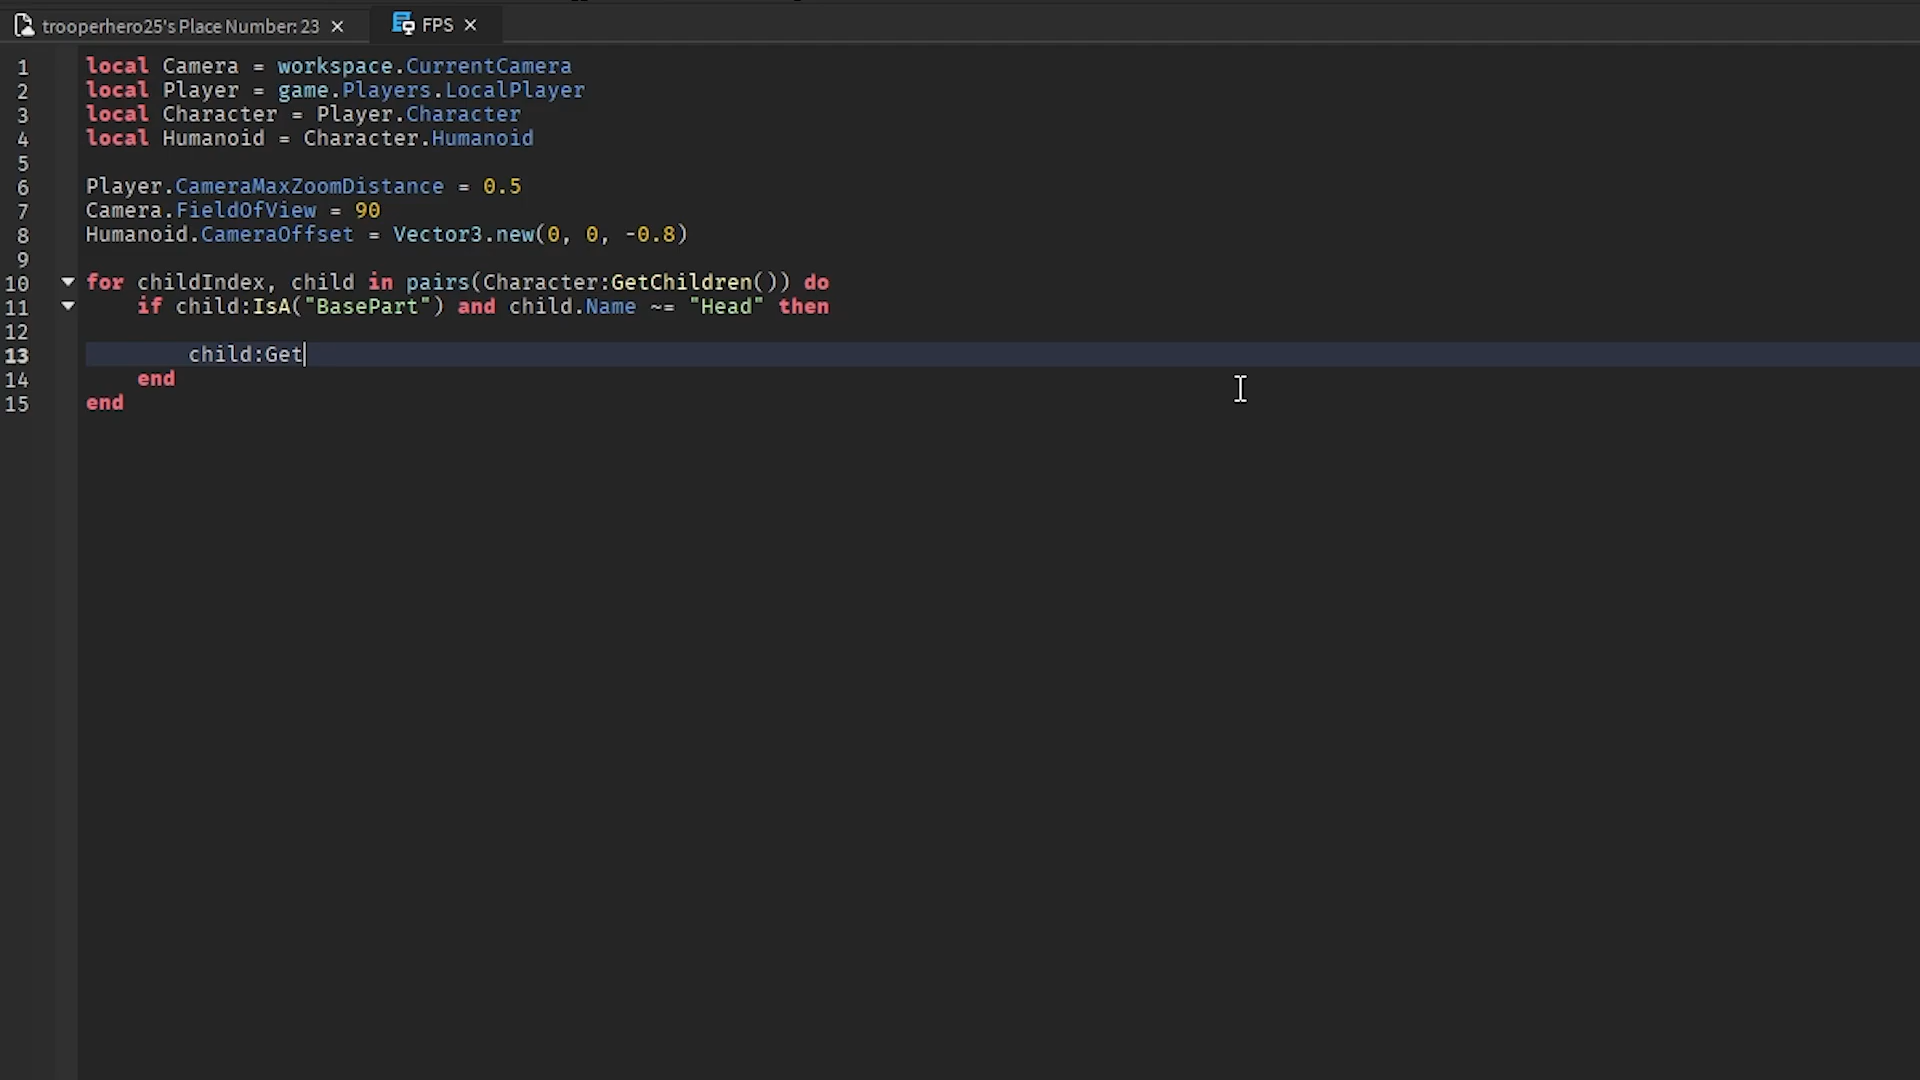 trooperhero25's Place Number: 23 × FPS ×
1 local Camera = workspace.CurrentCamera
2 local Player = game.Players.LocalPlayer
3 local Character = Player.Character
4 local Humanoid = Character.Humanoid
5
6 Player.CameraMaxZoomDistance = 0.5
7 Camera.FieldOfView = 90
8 Humanoid.CameraOffset = Vector3.new(0, 0, -0.8)
9
10 for childIndex, child in pairs(Character:GetChildren()) do
11 if child:IsA("BasePart") and child.Name ~= "Head" then
12
13 child:Get
14 end
15 end